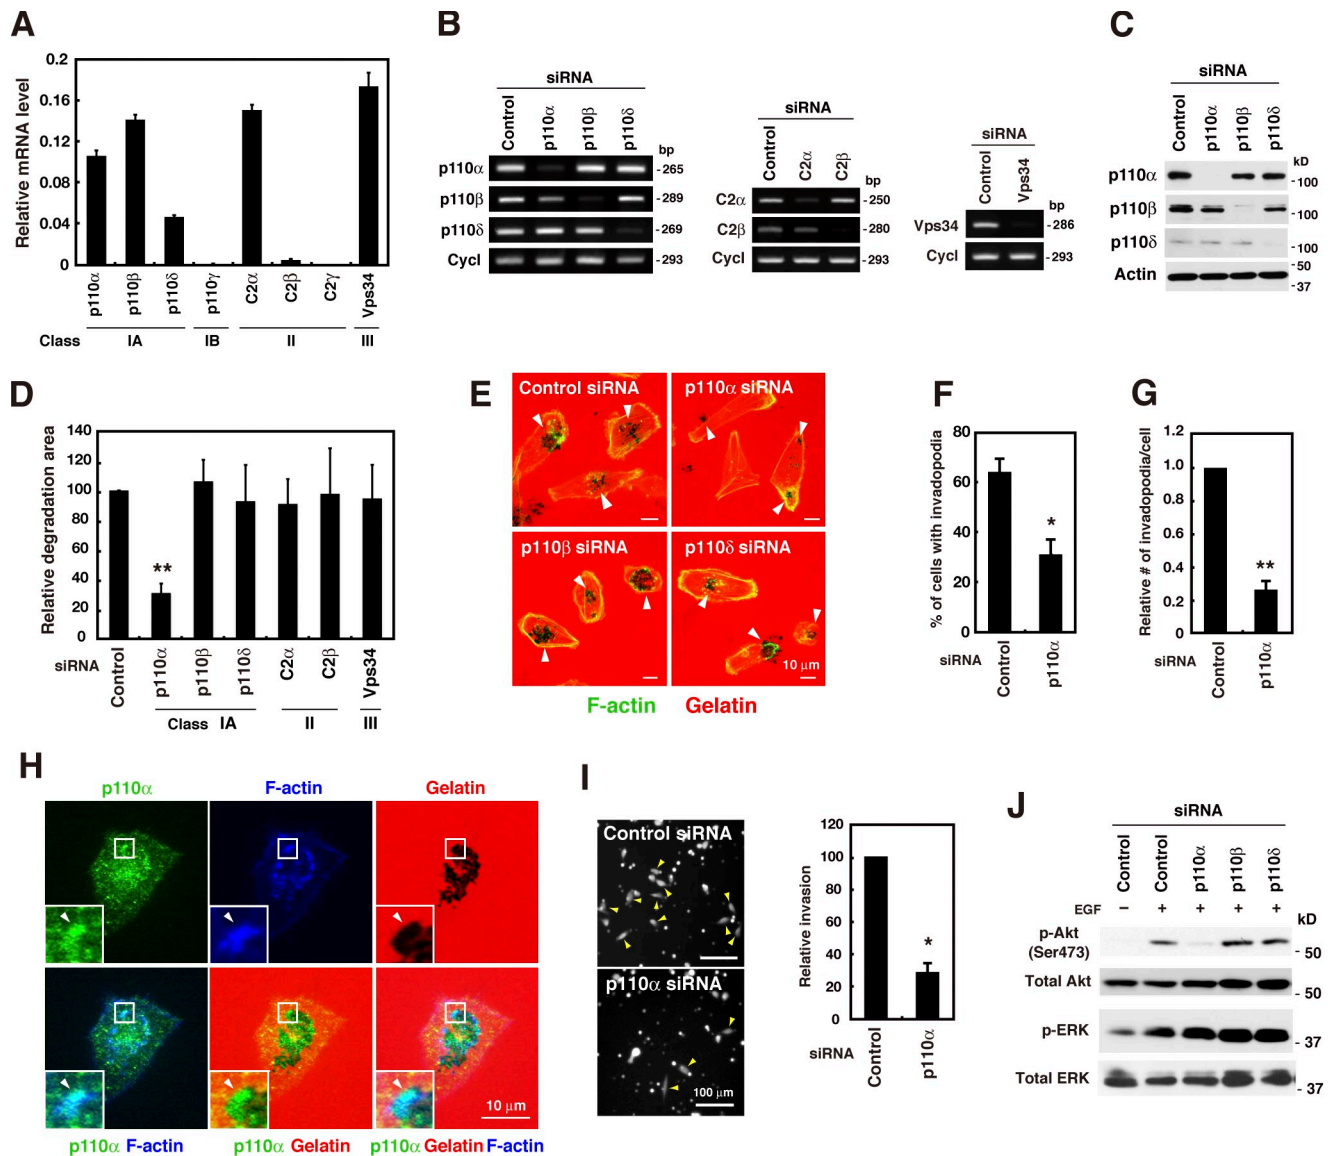 A
Relative mRNA level
0.2
0.16
0.12
0.08
0.04
0
p110α
p110β
p110δ
p110γ
C2α
C2β
C2γ
Vps34
Class IA IB II III
B
siRNA
Control p110α p110β p110δ
bp
p110α -265
p110β -289
p110δ -269
CycI -293
siRNA
Control C2α C2β
bp
C2α -250
C2β -280
CycI -293
siRNA
Control Vps34
bp
Vps34 -286
CycI -293
C
siRNA
Control p110α p110β p110δ
kD
p110α -100
p110β -100
p110δ -100
-50
Actin
-37
D
Relative degradation area
140
120
100
80
60
40
20
0
**
siRNA
Control
p110α
p110β
p110δ
C2α
C2β
Vps34
Class IA II III
E
Control siRNA
p110α siRNA
p110β siRNA
p110δ siRNA
10 μm
F-actin Gelatin
F
% of cells with invadopodia
80
60
40
20
0
*
siRNA
Control
p110α
G
Relative # of invadopodia/cell
1.2
1.0
0.8
0.6
0.4
0.2
0
**
siRNA
Control
p110α
H
p110α F-actin Gelatin
10 μm
p110α F-actin p110α Gelatin p110α Gelatin F-actin
I
Control siRNA
p110α siRNA
100 μm
Relative invasion
120
100
80
60
40
20
0
*
siRNA
Control
p110α
J
siRNA
Control Control p110α p110β p110δ
EGF − + + + +
kD
p-Akt
(Ser473)
- 50
Total Akt
- 50
p-ERK
- 37
Total ERK
- 37